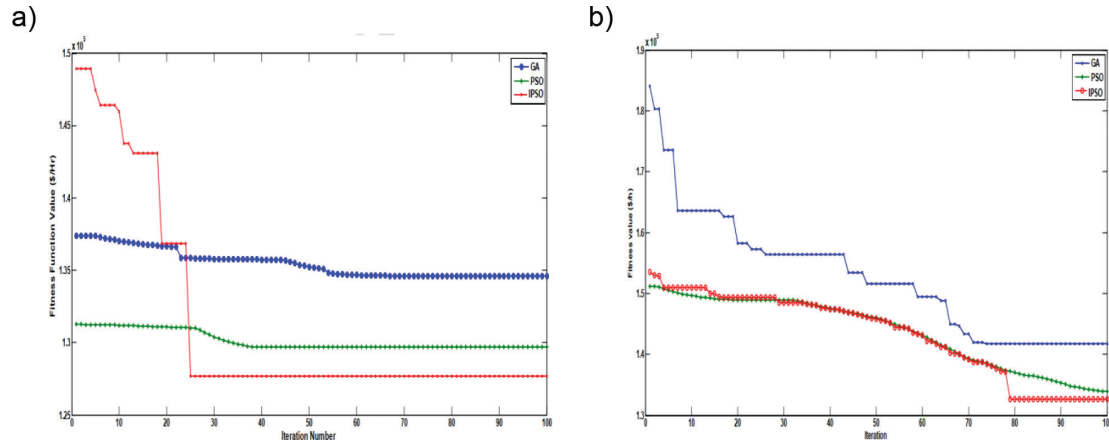 a)
x 10^5
1.5
1.45
1.4
1.35
1.3
1.25
Fitness Function Value ($/Hr)
0 10 20 30 40 50 60 70 80 90 100
Iteration Number
GA
PSO
IPSO
b)
x 10^5
1.9
1.8
1.7
1.6
1.5
1.4
1.3
Fitness value ($/h)
0 10 20 30 40 50 60 70 80 90 100
Iteration
GA
PSO
IPSO